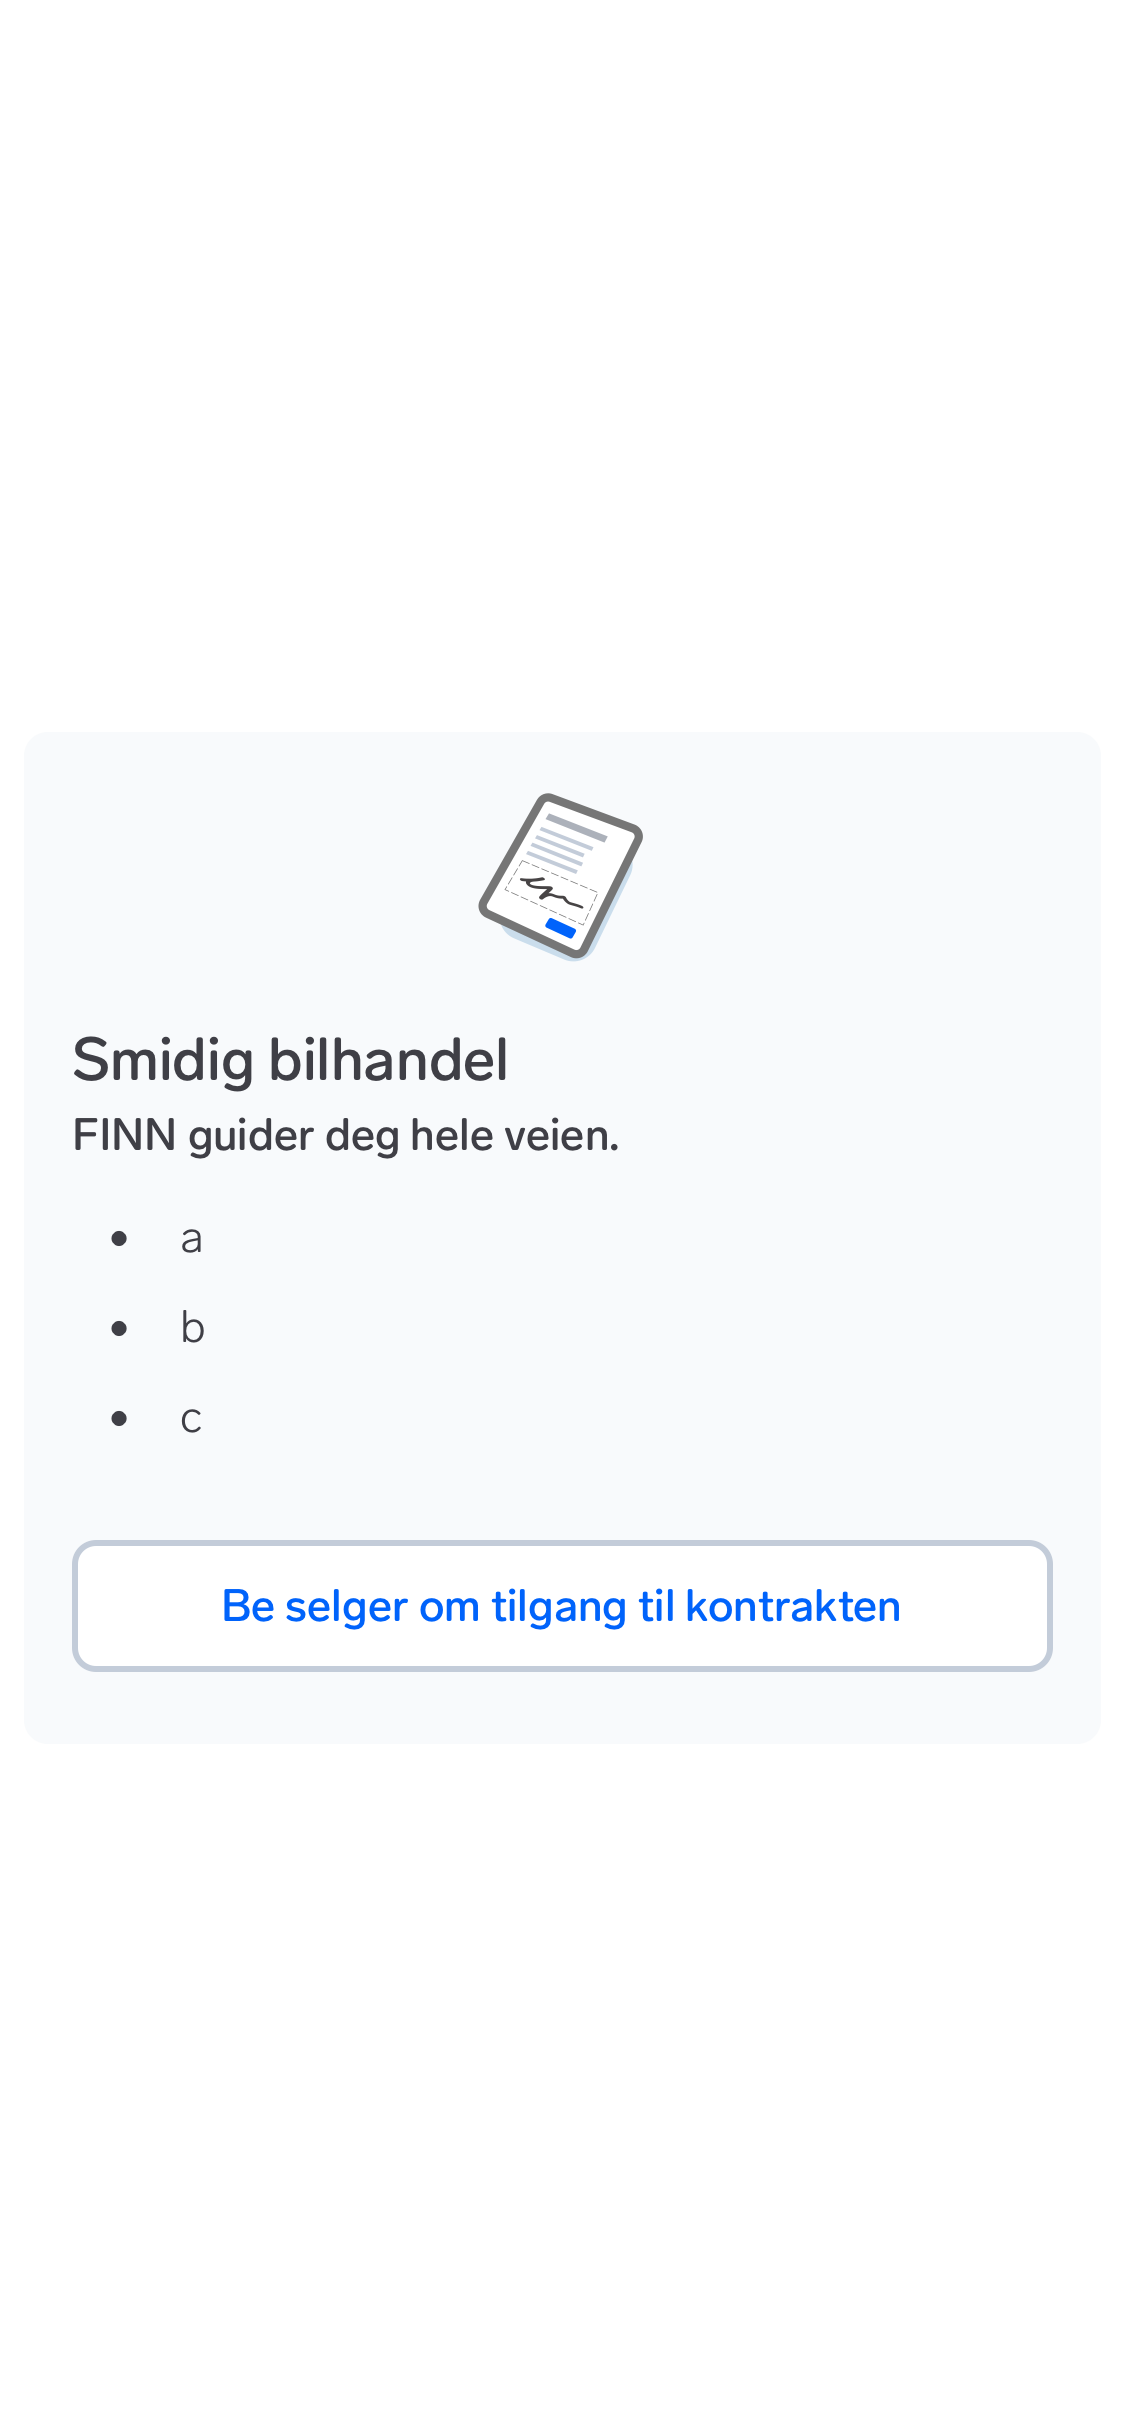 Smidig bilhandel
FINN guider deg hele veien.
• a
• b
• c
Be selger om tilgang til kontrakten